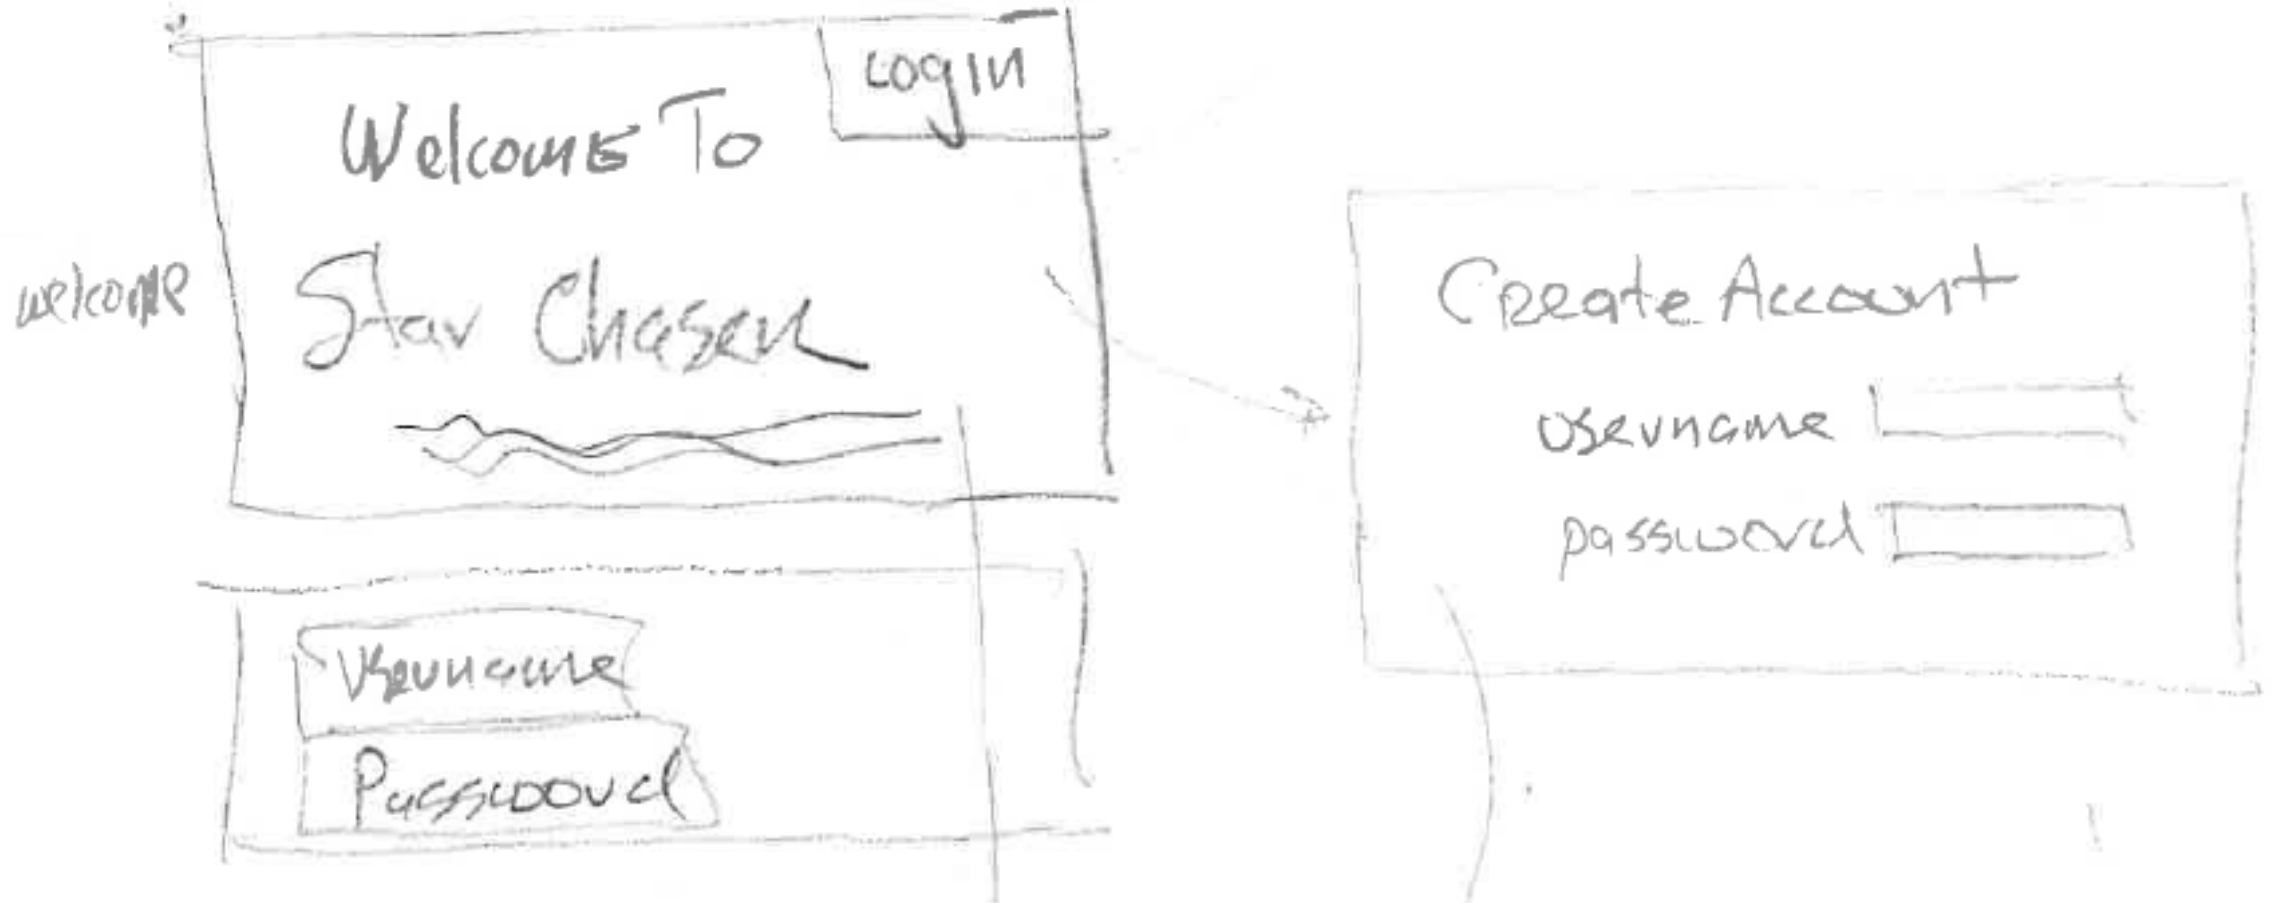 Login
Welcome To
welcome
Star Chaser
Create Account
username
password
Username
Password